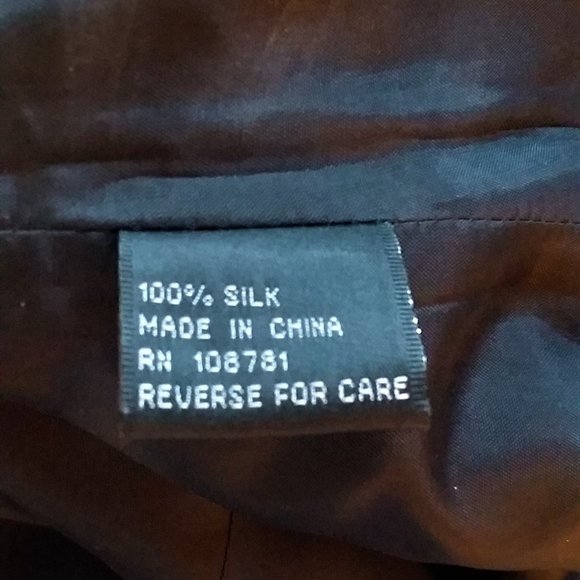 100% SILK
MADE IN CHINA
RN 108781
REVERSE FOR CARE